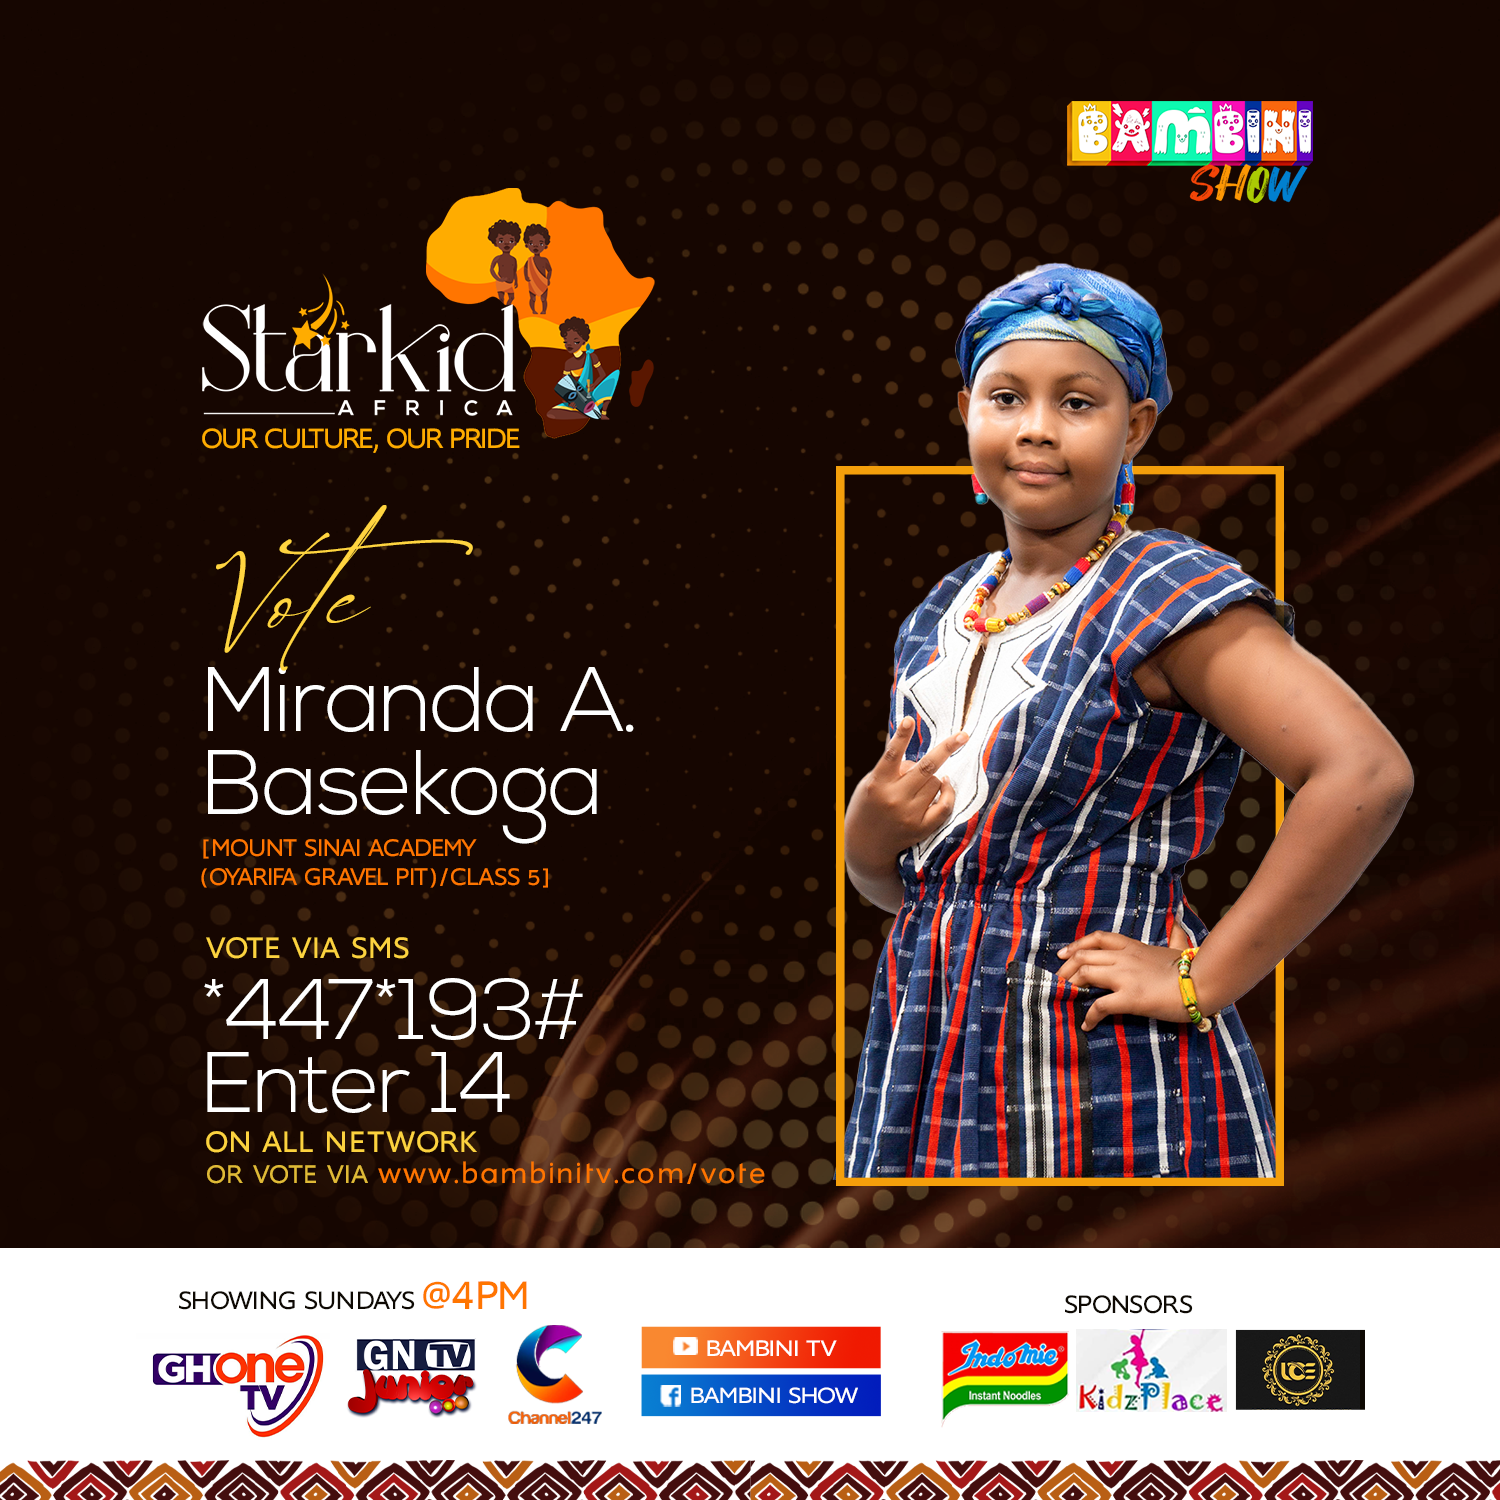 BAMBINI
SHOW
Starkid
AFRICA
OUR CULTURE, OUR PRIDE
Vote
Miranda A.
Basekoga
[MOUNT SINAI ACADEMY
(OYARIFA GRAVEL PIT)/CLASS 5]
VOTE VIA SMS
*447*193#
Enter 14
ON ALL NETWORK
OR VOTE VIA www.bambinitv.com/vote
SHOWING SUNDAYS @4PM
GHOne
TV
GN TV
Junior
Channel247
BAMBINI TV
BAMBINI SHOW
SPONSORS
Indomie
Instant Noodles
KidzPlace